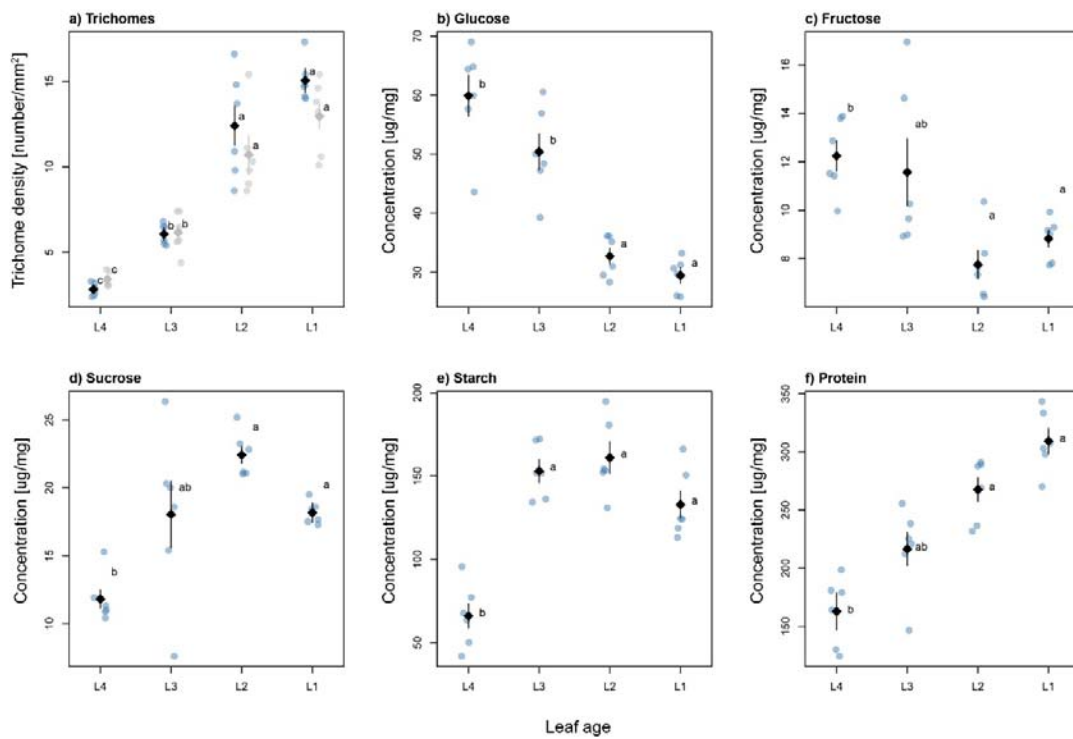 a) Trichomes
Trichome density [number/mm²]
15
10
5
c
c
b
b
a
a
a
a
L4 L3 L2 L1
b) Glucose
Concentration [ug/mg]
70
60
50
40
30
b
b
a
a
L4 L3 L2 L1
c) Fructose
Concentration [ug/mg]
16
14
12
10
8
b
ab
a
a
L4 L3 L2 L1
d) Sucrose
Concentration [ug/mg]
25
20
15
10
b
ab
a
a
L4 L3 L2 L1
e) Starch
Concentration [ug/mg]
200
150
100
50
b
a
a
a
L4 L3 L2 L1
f) Protein
Concentration [ug/mg]
350
300
250
200
150
b
ab
a
a
L4 L3 L2 L1
Leaf age